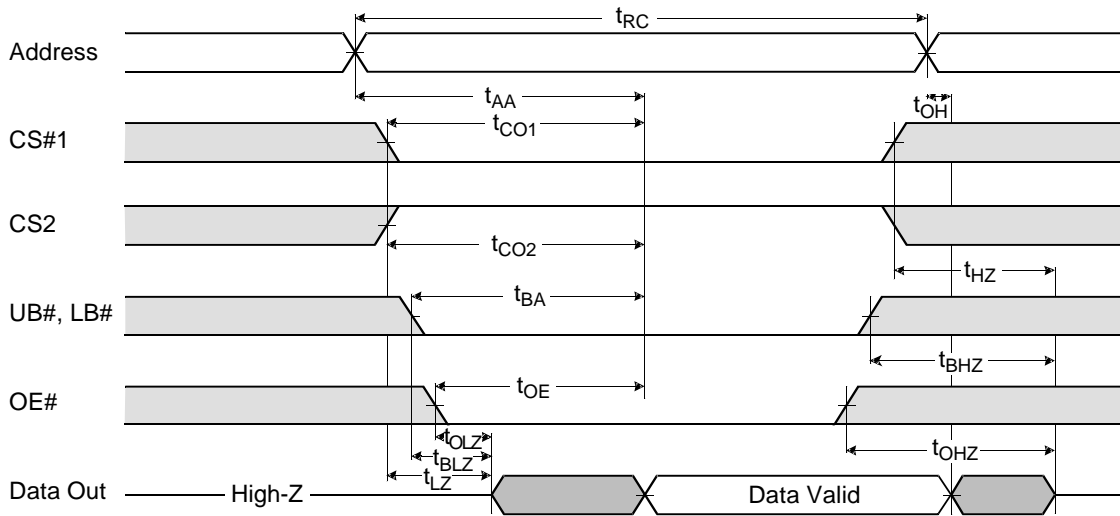 tRC
Address
tAA
tOH
CS#1
tCO1
CS2
tCO2
tHZ
UB#, LB#
tBA
tBHZ
OE#
tOE
tOLZ
tOHZ
tBLZ
tLZ
Data Out
High-Z
Data Valid